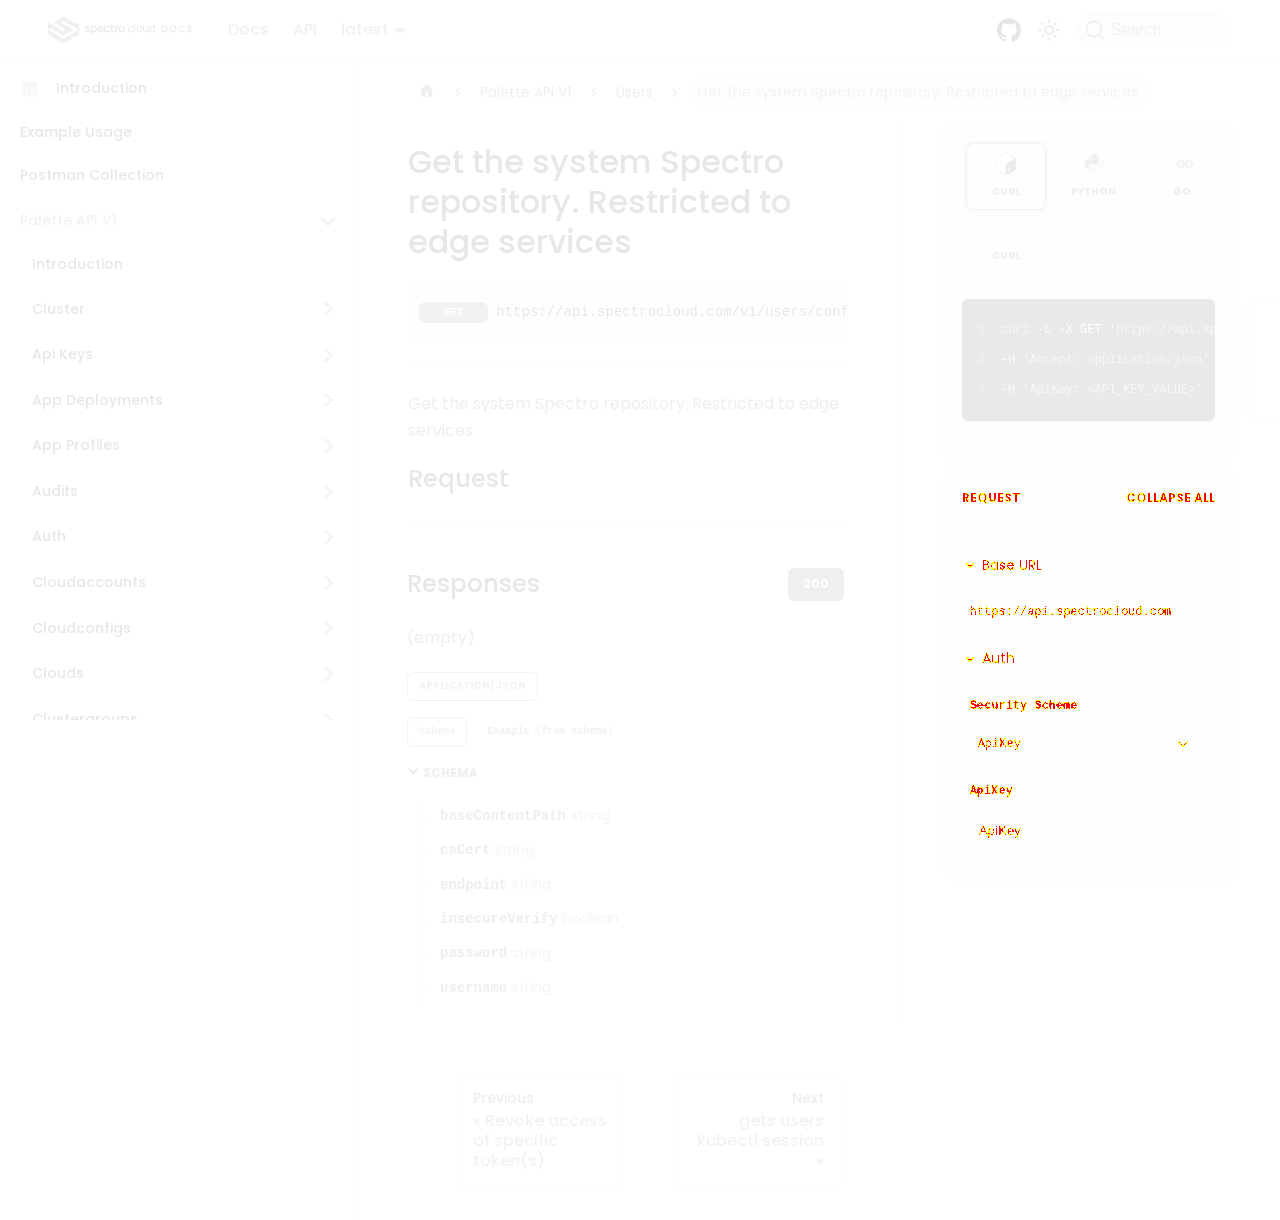 spectro cloud DOCS Docs API latest Search
Introduction
Example Usage
Postman Collection
Palette API V1
Introduction
Cluster
Api Keys
App Deployments
App Profiles
Audits
Auth
Cloudaccounts
Cloudconfigs
Clouds
Clustergroups
Palette API V1 Users Get the system Spectro repository. Restricted to edge services
Get the system Spectro
repository. Restricted to
edge services
GET https://api.spectrocloud.com/v1/users/conf
Get the system Spectro repository. Restricted to edge
services
Request
Responses 200
(empty)
APPLICATION/JSON
Schema Example (from schema)
SCHEMA
baseContentPath string
caCert string
endpoint string
insecureVerify boolean
password string
username string
Previous
« Revoke access
of specific
token(s)
Next
gets users
kubectl session
»
CURL PYTHON GO
CURL
1 curl -L -X GET 'https://api.sp
2 -H 'Accept: application/json'
3 -H 'ApiKey: <API_KEY_VALUE>'
REQUEST COLLAPSE ALL
Base URL
https://api.spectrocloud.com
Auth
Security Scheme
ApiKey
ApiKey
ApiKey